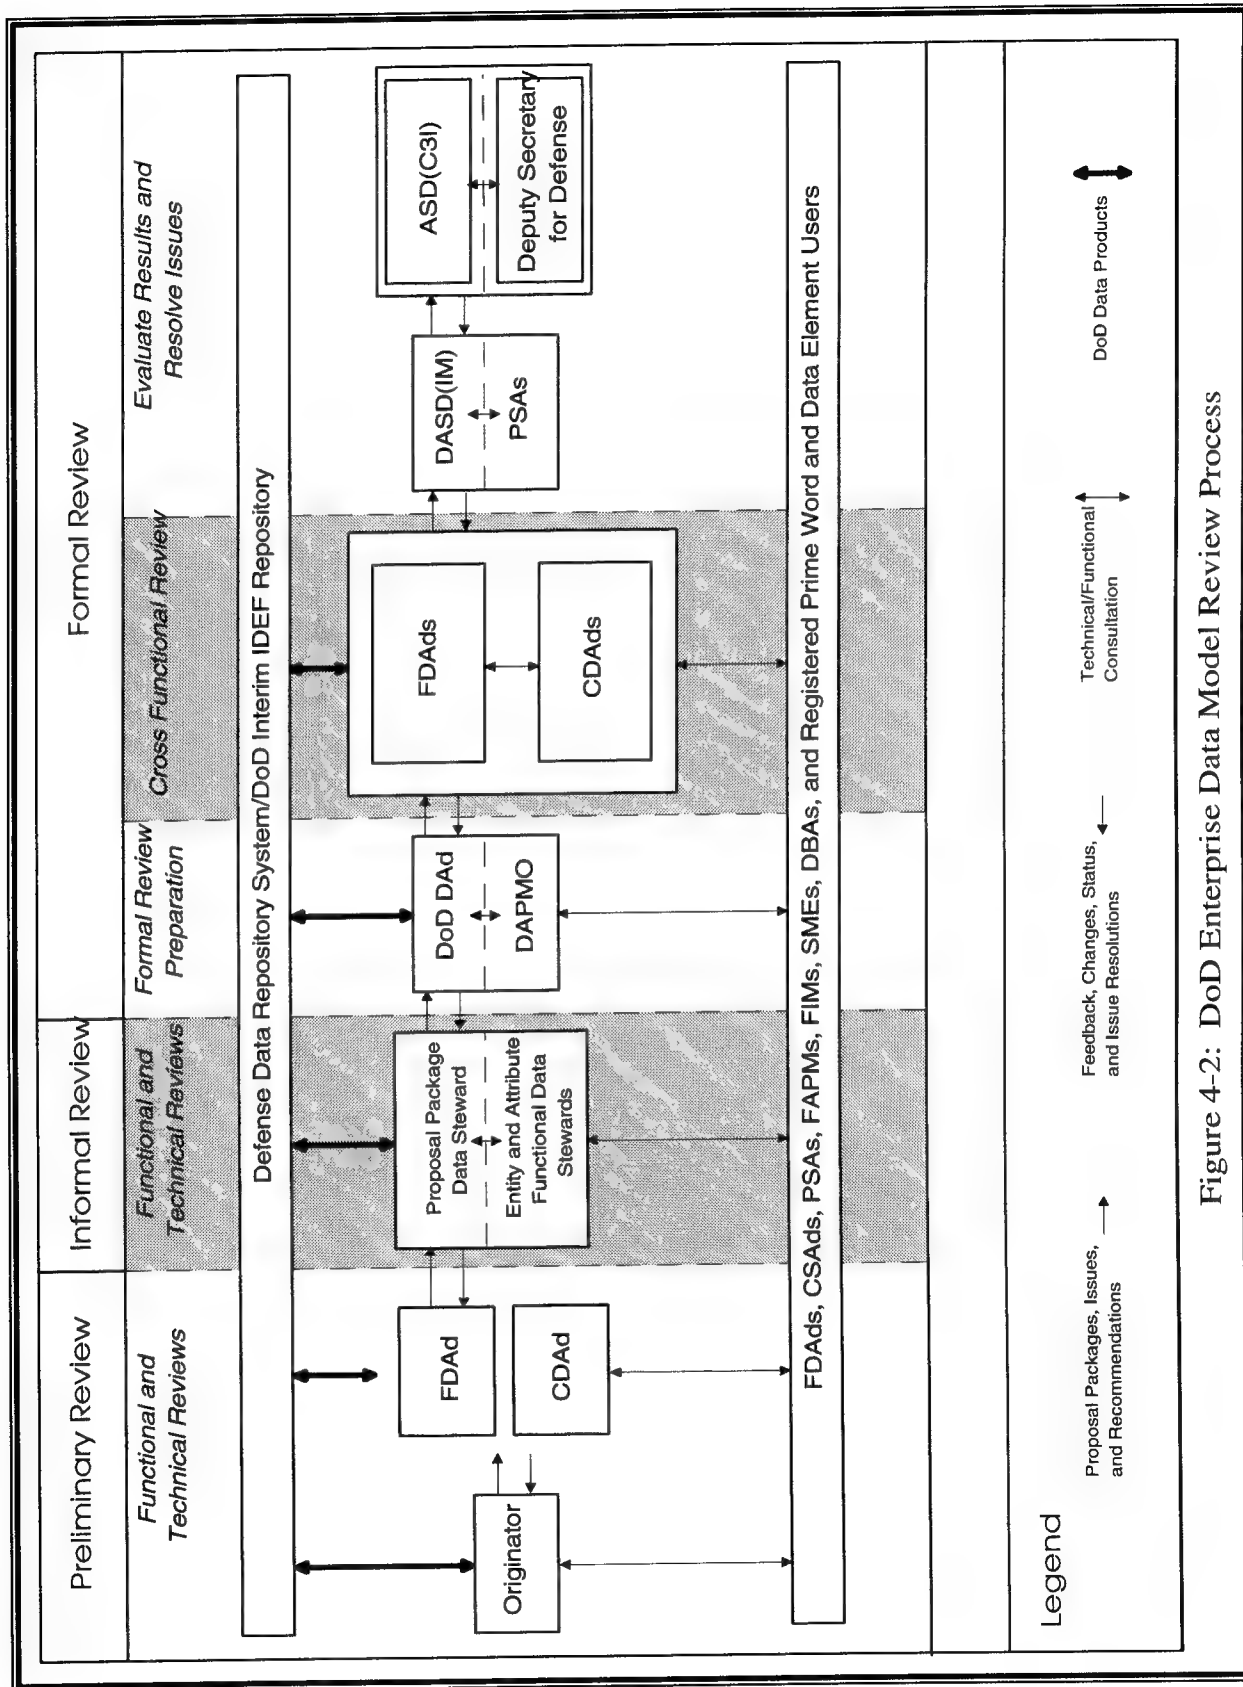 Preliminary Review
Informal Review
Formal Review
Functional and
Technical Reviews
Functional and
Technical Reviews
Formal Review
Preparation
Cross Functional Review
Evaluate Results and
Resolve Issues
Defense Data Repository System/DoD Interim IDEF Repository
Originator
FDAd
CDAd
Proposal Package
Data Steward
Entity and Attribute
Functional Data
Stewards
DoD DAd
DAPMO
FDAds
CDAds
DASD(IM)
PSAs
ASD(C3I)
Deputy Secretary
for Defense
FDAds, CSAds, PSAs, FAPMs, FIMs, SMEs, DBAs, and Registered Prime Word and Data Element Users
Legend
Proposal Packages, Issues,
and Recommendations
Feedback, Changes, Status,
and Issue Resolutions
Technical/Functional
Consultation
DoD Data Products
Figure 4-2: DoD Enterprise Data Model Review Process